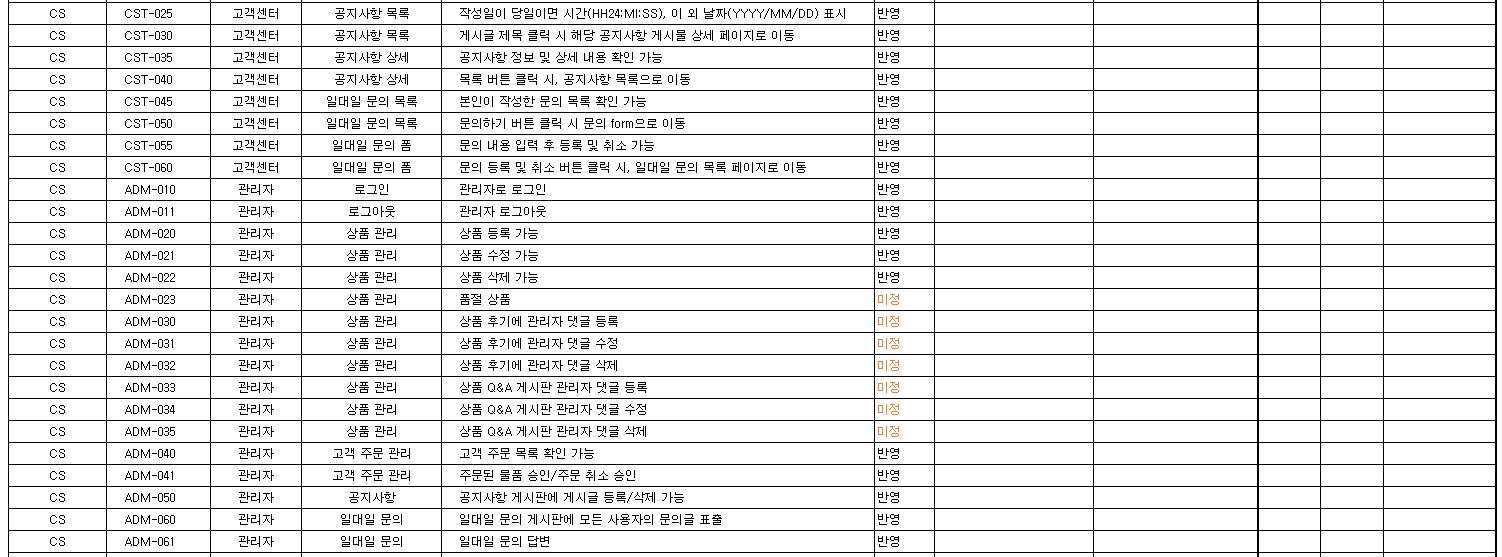 CS CST-025 고객센터 공지사항 목록 작성일이 당일이면 시간(HH24:MI:SS), 이 외 날짜(YYYY/MM/DD) 표시 반영
CS CST-030 고객센터 공지사항 목록 게시글 제목 클릭 시 해당 공지사항 게시물 상세 페이지로 이동 반영
CS CST-035 고객센터 공지사항 상세 공지사항 정보 및 상세 내용 확인 가능 반영
CS CST-040 고객센터 공지사항 상세 목록 버튼 클릭 시, 공지사항 목록으로 이동 반영
CS CST-045 고객센터 일대일 문의 목록 본인이 작성한 문의 목록 확인 가능 반영
CS CST-050 고객센터 일대일 문의 목록 문의하기 버튼 클릭 시 문의 form으로 이동 반영
CS CST-055 고객센터 일대일 문의 폼 문의 내용 입력 후 등록 및 취소 가능 반영
CS CST-060 고객센터 일대일 문의 폼 문의 등록 및 취소 버튼 클릭 시, 일대일 문의 목록 페이지로 이동 반영
CS ADM-010 관리자 로그인 관리자로 로그인 반영
CS ADM-011 관리자 로그아웃 관리자 로그아웃 반영
CS ADM-020 관리자 상품 관리 상품 등록 가능 반영
CS ADM-021 관리자 상품 관리 상품 수정 가능 반영
CS ADM-022 관리자 상품 관리 상품 삭제 가능 반영
CS ADM-023 관리자 상품 관리 품절 상품 미정
CS ADM-030 관리자 상품 관리 상품 후기에 관리자 댓글 등록 미정
CS ADM-031 관리자 상품 관리 상품 후기에 관리자 댓글 수정 미정
CS ADM-032 관리자 상품 관리 상품 후기에 관리자 댓글 삭제 미정
CS ADM-033 관리자 상품 관리 상품 Q&A 게시판 관리자 댓글 등록 미정
CS ADM-034 관리자 상품 관리 상품 Q&A 게시판 관리자 댓글 수정 미정
CS ADM-035 관리자 상품 관리 상품 Q&A 게시판 관리자 댓글 삭제 미정
CS ADM-040 관리자 고객 주문 관리 고객 주문 목록 확인 가능 반영
CS ADM-041 관리자 고객 주문 관리 주문된 물품 승인/주문 취소 승인 반영
CS ADM-050 관리자 공지사항 공지사항 게시판에 게시글 등록/삭제 가능 반영
CS ADM-060 관리자 일대일 문의 일대일 문의 게시판에 모든 사용자의 문의글 표출 반영
CS ADM-061 관리자 일대일 문의 일대일 문의 답변 반영